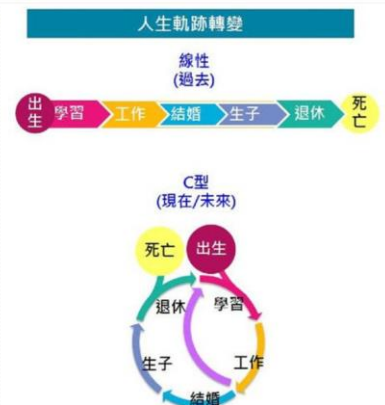 人生軌跡轉變
線性
(過去)
出生 學習 工作 結婚 生子 退休 死亡
C型
(現在/未來)
死亡 出生
退休 學習
生子 工作
結婚